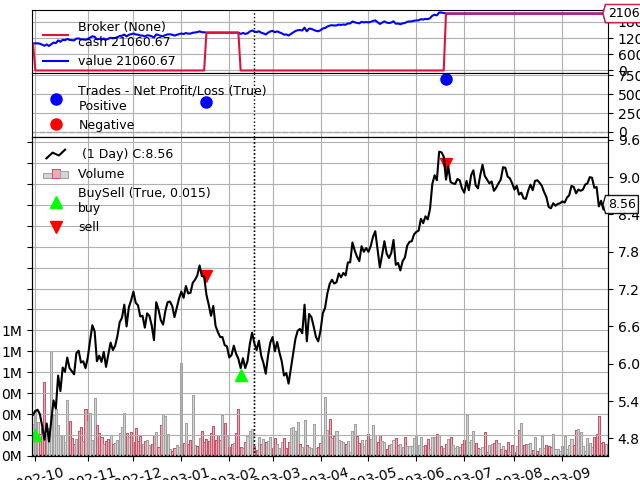 Broker (None)
cash 21060.67
value 21060.67
2106
120
600
0
Trades - Net Profit/Loss (True)
Positive
Negative
750
500
250
0
(1 Day) C:8.56
Volume
BuySell (True, 0.015)
buy
sell
9.6
9.0
8.56
8.4
7.8
7.2
6.6
6.0
5.4
4.8
1M
1M
1M
0M
0M
0M
0M
002-10
002-11
002-12
003-01
003-02
003-03
003-04
003-05
003-06
003-07
003-08
003-09